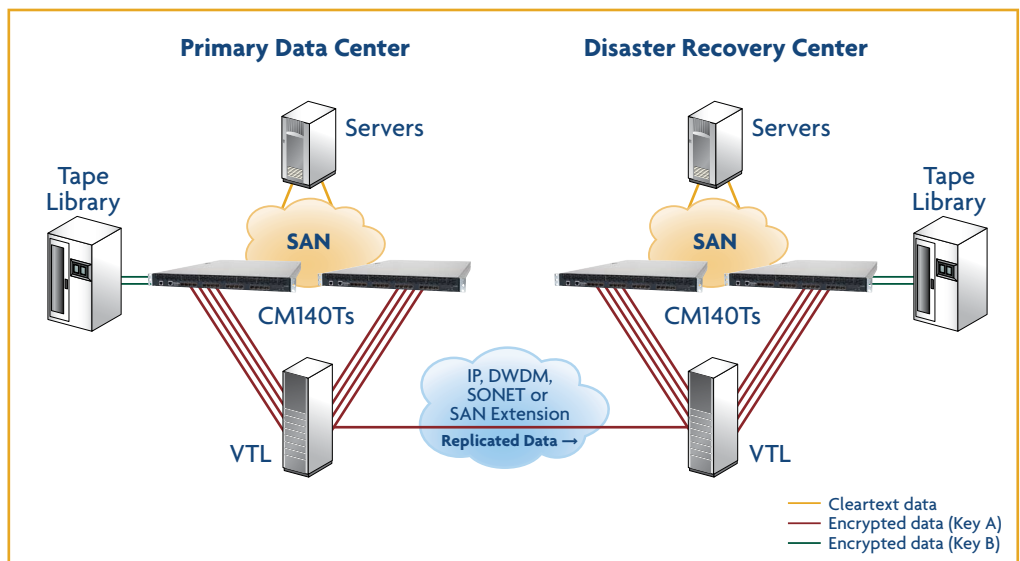 Primary Data Center
Disaster Recovery Center
Servers
Servers
Tape
Library
Tape
Library
SAN
SAN
CM140Ts
CM140Ts
IP, DWDM,
SONET or
SAN Extension
Replicated Data →
VTL
VTL
Cleartext data
Encrypted data (Key A)
Encrypted data (Key B)